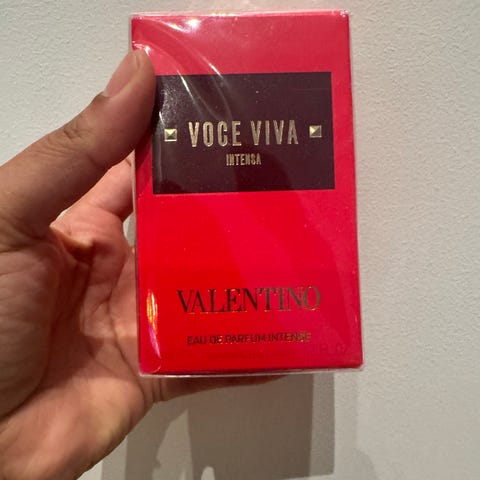 VOCE VIVA
INTENSA
VALENTINO
EAU DE PARFUM INTENSE